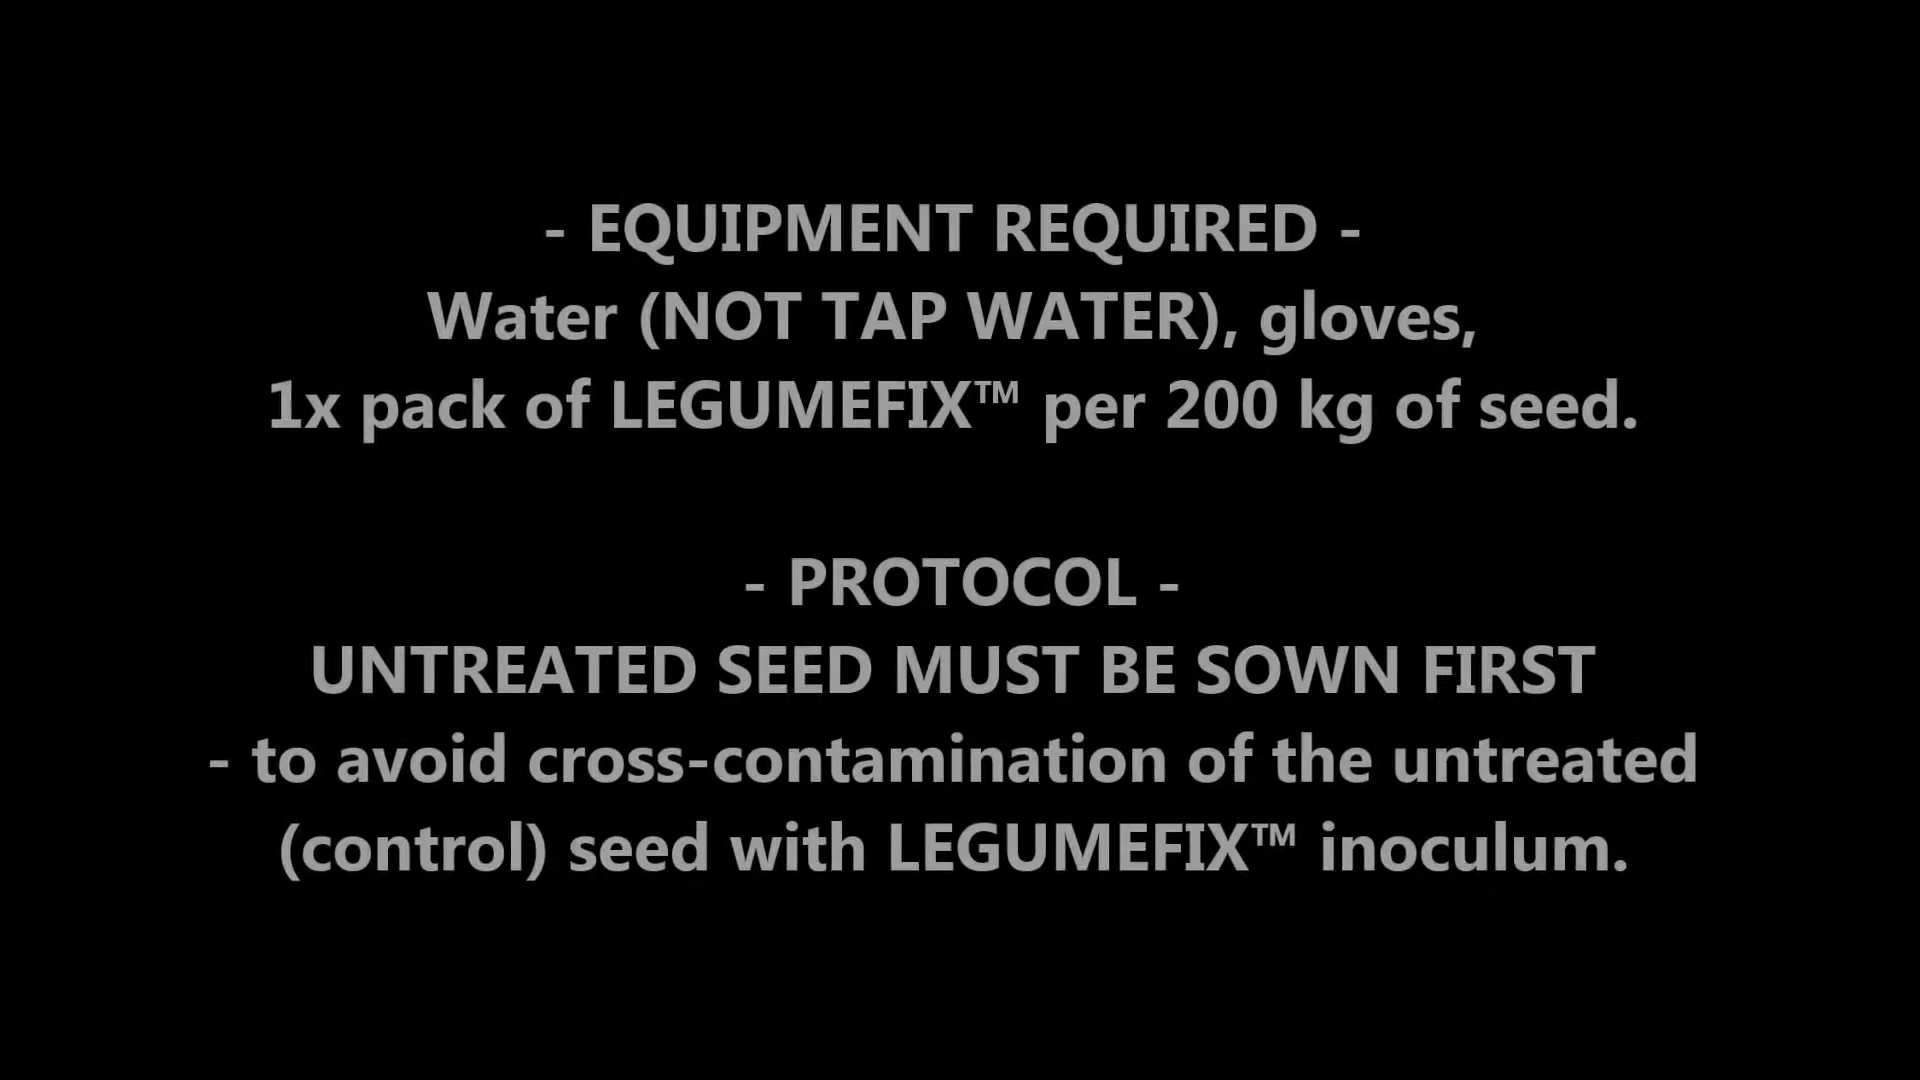 - EQUIPMENT REQUIRED -
Water (NOT TAP WATER), gloves,
1x pack of LEGUMEFIX™ per 200 kg of seed.
- PROTOCOL -
UNTREATED SEED MUST BE SOWN FIRST
- to avoid cross-contamination of the untreated
(control) seed with LEGUMEFIX™ inoculum.